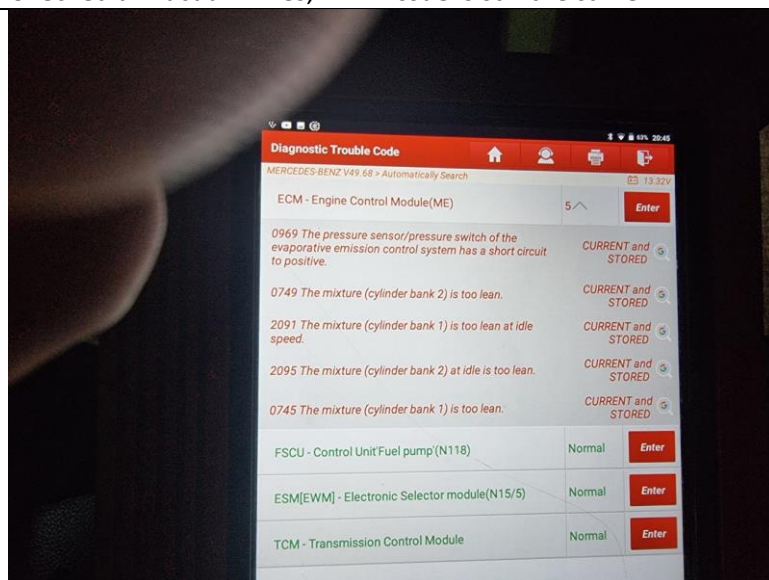 63% 20:45
Diagnostic Trouble Code
MERCEDES-BENZ V49.68 > Automatically Search
13.32V
ECM - Engine Control Module(ME)
5
Enter
0969 The pressure sensor/pressure switch of the
evaporative emission control system has a short circuit
to positive.
CURRENT and
STORED
0749 The mixture (cylinder bank 2) is too lean.
CURRENT and
STORED
2091 The mixture (cylinder bank 1) is too lean at idle
speed.
CURRENT and
STORED
2095 The mixture (cylinder bank 2) at idle is too lean.
CURRENT and
STORED
0745 The mixture (cylinder bank 1) is too lean.
CURRENT and
STORED
FSCU - Control Unit'Fuel pump'(N118)
Normal
Enter
ESM[EWM] - Electronic Selector module(N15/5)
Normal
Enter
TCM - Transmission Control Module
Normal
Enter